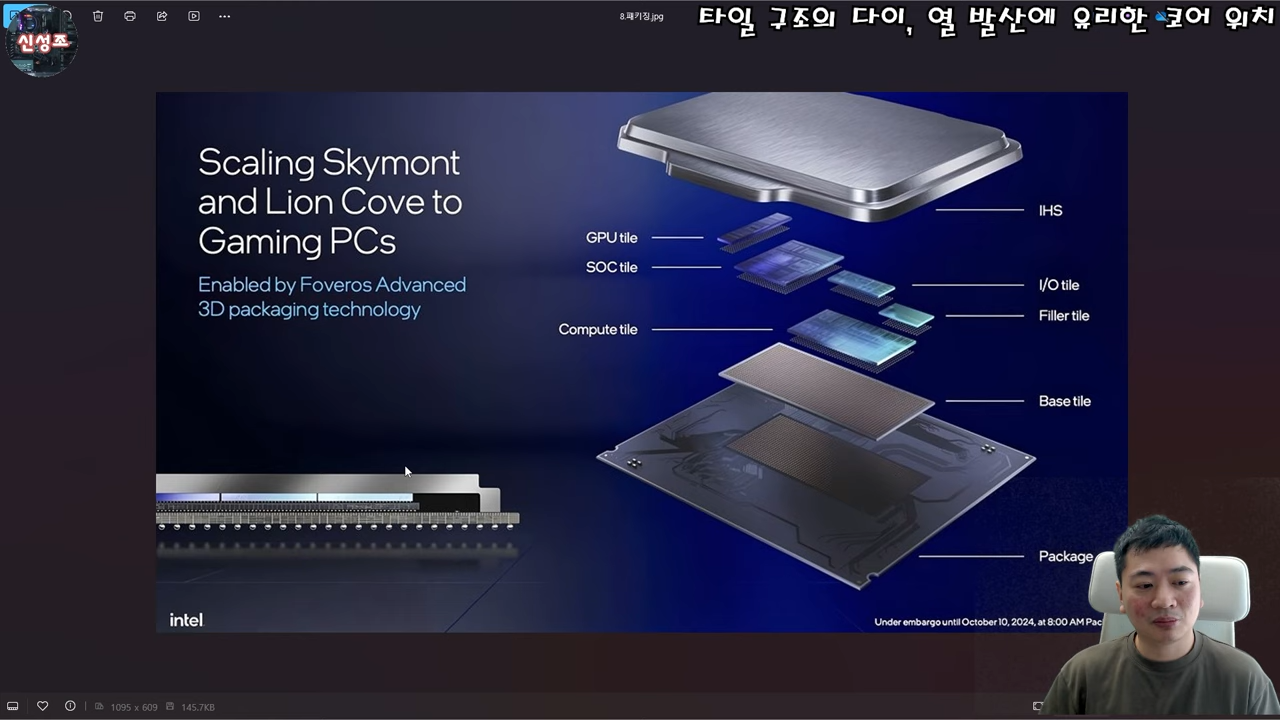 8.패키징.jpg
타일 구조의 다이, 열 발산에 유리한 코어 위치
신성조
Scaling Skymont
and Lion Cove to
Gaming PCs
Enabled by Foveros Advanced
3D packaging technology
IHS
GPU tile
SOC tile
I/O tile
Filler tile
Compute tile
Base tile
Package
intel
Under embargo until October 10, 2024, at 8:00 AM Pac
1095 x 609
145.7KB